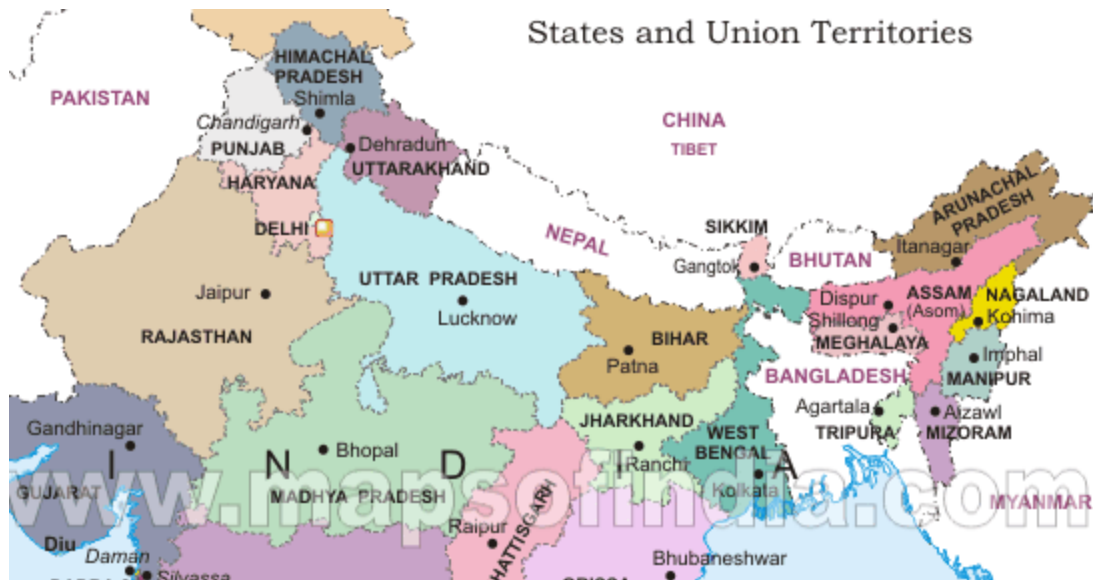 States and Union Territories
HIMACHAL
PRADESH
Shimla
PAKISTAN
Chandigarh
PUNJAB
CHINA
TIBET
Dehradun
UTTARAKHAND
HARYANA
ARUNACHAL
PRADESH
DELHI
SIKKIM
NEPAL
Itanagar
BHUTAN
Gangtok
UTTAR PRADESH
Jaipur
Lucknow
Dispur
ASSAM
(Asom)
NAGALAND
Kohima
Shillong
MEGHALAYA
RAJASTHAN
BIHAR
Patna
Imphal
MANIPUR
BANGLADESH
Gandhinagar
JHARKHAND
Agartala
TRIPURA
Aizawl
MIZORAM
WEST
BENGAL
Bhopal
I N D I A
Ranchi
GUJARAT
MADHYA PRADESH
Kolkata
www.mapsofindia.com
MYANMAR
Raipur
HATTISGARH
Diu
Daman
Silvassa
Bhubaneshwar